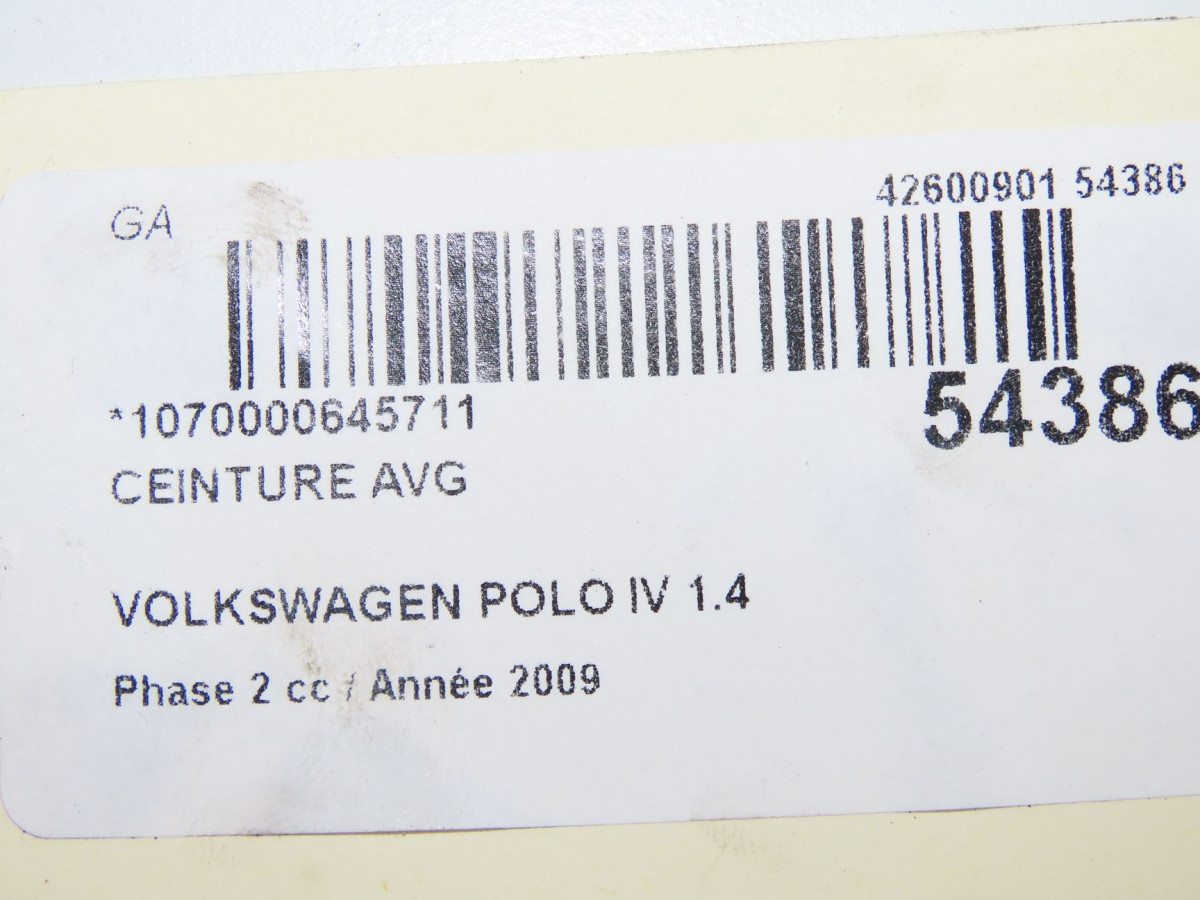 GA
42600901 54386
*1070000645711
54386
CEINTURE AVG
VOLKSWAGEN POLO IV 1.4
Phase 2 cc / Année 2009